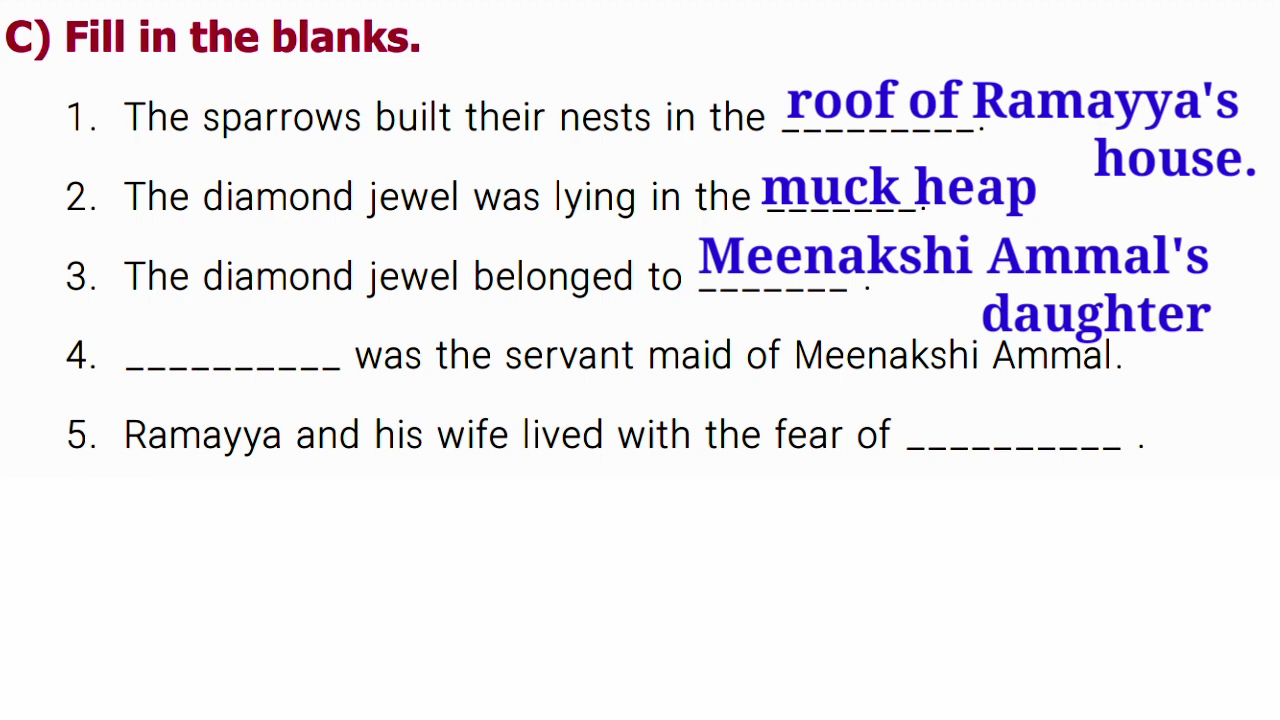 C) Fill in the blanks.
1. The sparrows built their nests in the _________. roof of Ramayya's
house.
2. The diamond jewel was lying in the _______. muck heap
3. The diamond jewel belonged to _______ . Meenakshi Ammal's
daughter
4. __________ was the servant maid of Meenakshi Ammal.
5. Ramayya and his wife lived with the fear of __________ .